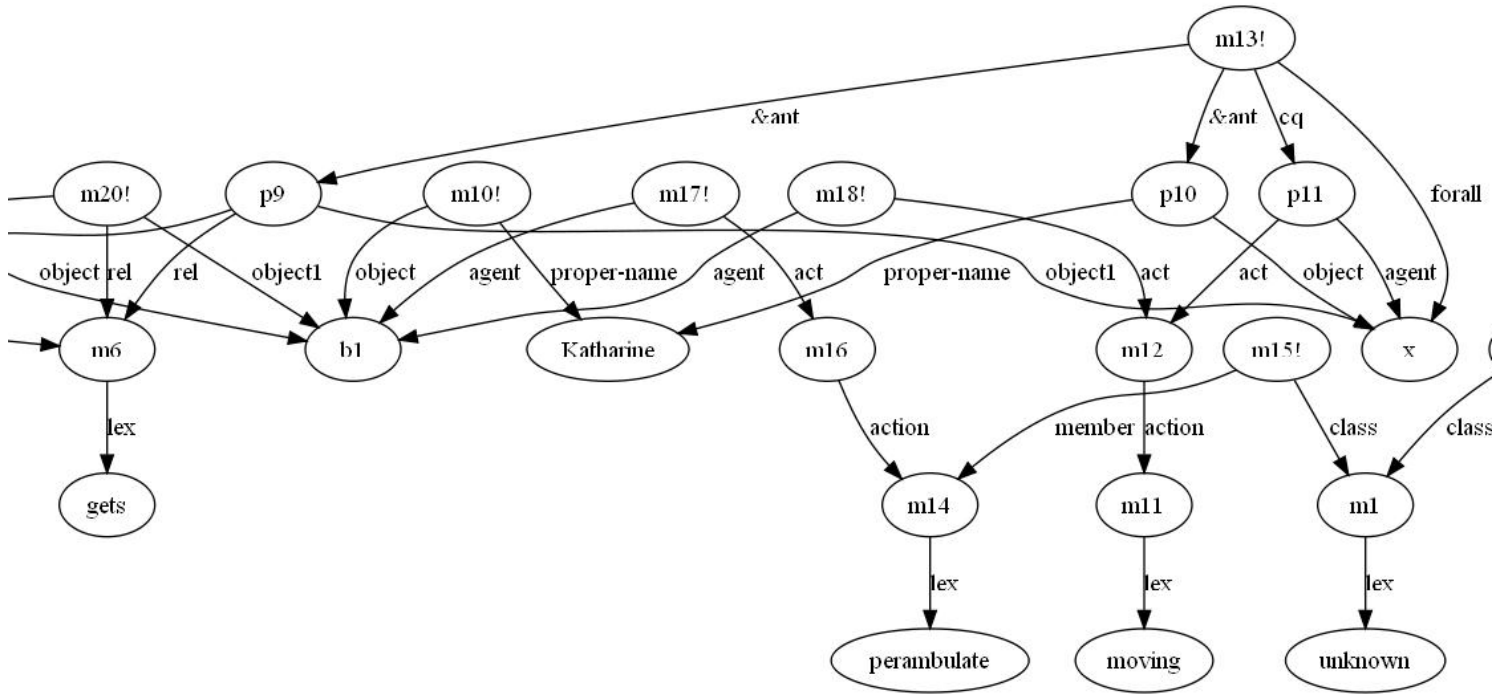 m13!
&ant
&ant
cq
m20!
p9
m10!
m17!
m18!
p10
p11
forall
object
rel
rel
object1
object
agent
proper-name
agent
act
act
proper-name
object1
act
object
agent
m6
b1
Katharine
m16
m12
m15!
x
lex
action
member
action
class
class
gets
m14
m11
m1
lex
lex
lex
perambulate
moving
unknown